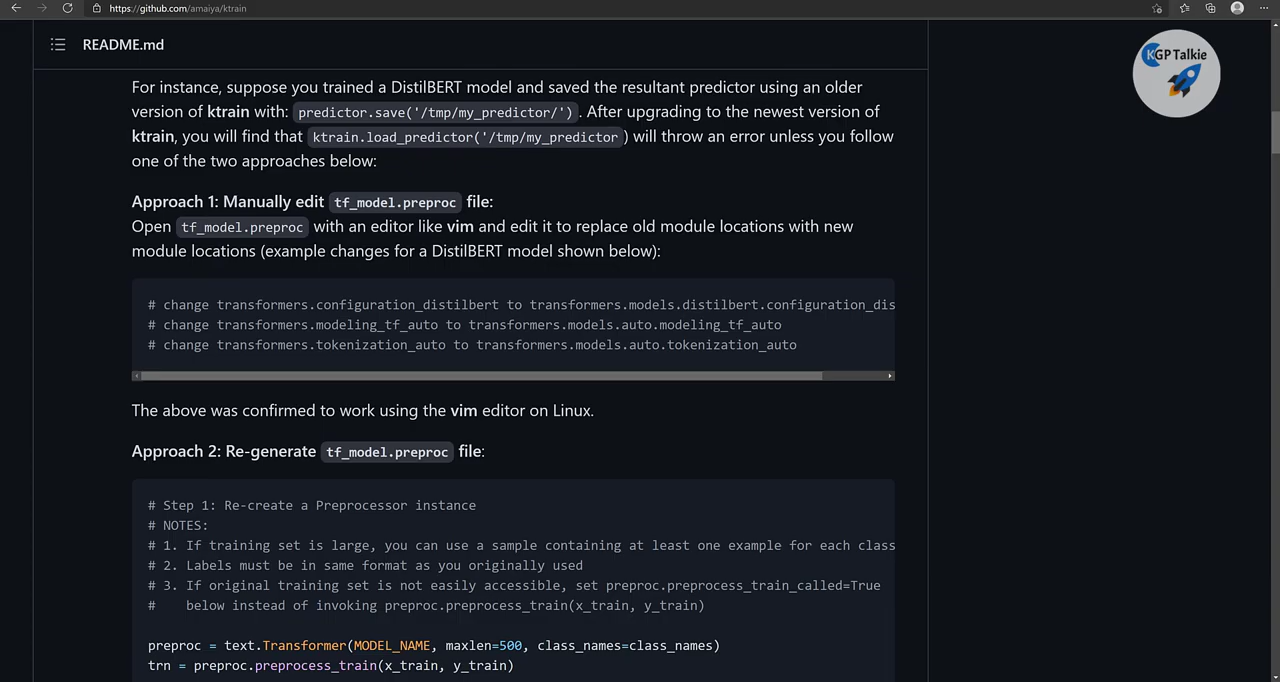 https://github.com/amaiya/ktrain
README.md
KGP Talkie
For instance, suppose you trained a DistilBERT model and saved the resultant predictor using an older
version of ktrain with: predictor.save('/tmp/my_predictor/'). After upgrading to the newest version of
ktrain, you will find that ktrain.load_predictor('/tmp/my_predictor) will throw an error unless you follow
one of the two approaches below:
Approach 1: Manually edit tf_model.preproc file:
Open tf_model.preproc with an editor like vim and edit it to replace old module locations with new
module locations (example changes for a DistilBERT model shown below):
# change transformers.configuration_distilbert to transformers.models.distilbert.configuration_dis
# change transformers.modeling_tf_auto to transformers.models.auto.modeling_tf_auto
# change transformers.tokenization_auto to transformers.models.auto.tokenization_auto
The above was confirmed to work using the vim editor on Linux.
Approach 2: Re-generate tf_model.preproc file:
# Step 1: Re-create a Preprocessor instance
# NOTES:
# 1. If training set is large, you can use a sample containing at least one example for each class
# 2. Labels must be in same format as you originally used
# 3. If original training set is not easily accessible, set preproc.preprocess_train_called=True
#    below instead of invoking preproc.preprocess_train(x_train, y_train)
preproc = text.Transformer(MODEL_NAME, maxlen=500, class_names=class_names)
trn = preproc.preprocess_train(x_train, y_train)